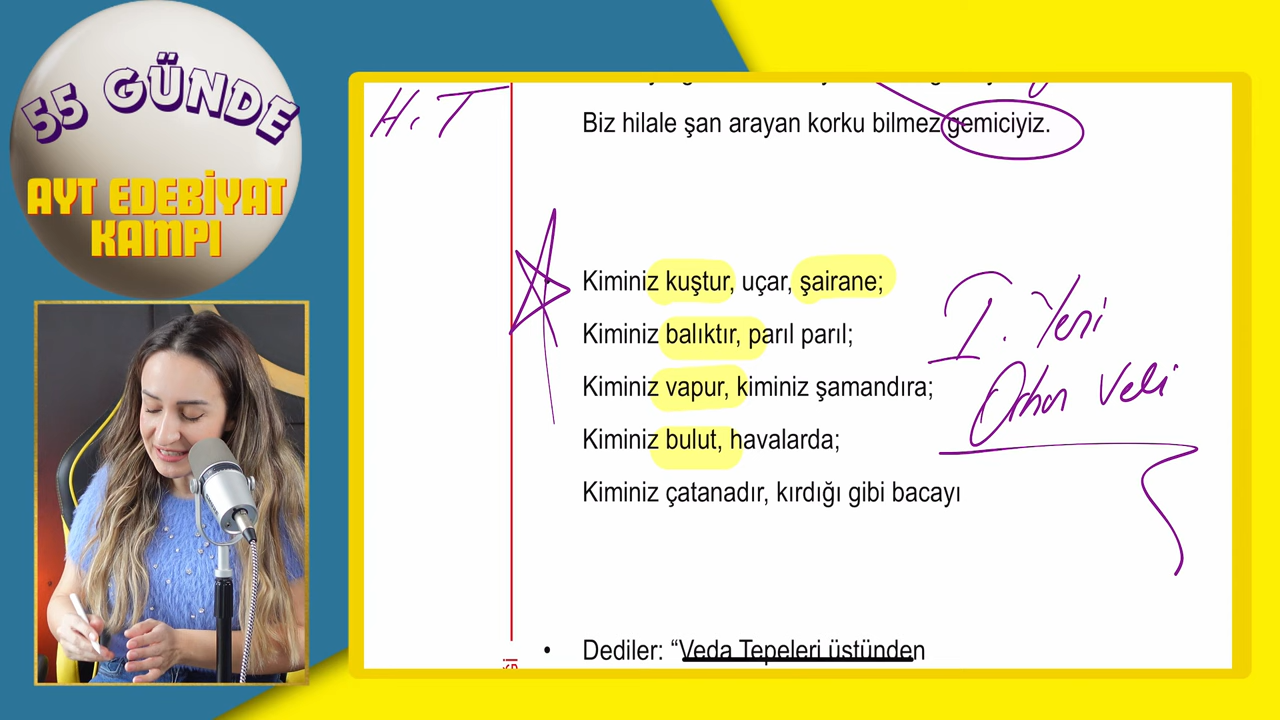 55 GÜNDE
AYT EDEBİYAT
KAMPI
H.T
Biz hilale şan arayan korku bilmez gemiciyiz.
Kiminiz kuştur, uçar, şairane;
Kiminiz balıktır, parıl parıl;
Kiminiz vapur, kiminiz şamandıra;
Kiminiz bulut, havalarda;
Kiminiz çatanadır, kırdığı gibi bacayı
I. Yeni
Orhan Veli
• Dediler: “Veda Tepeleri üstünden